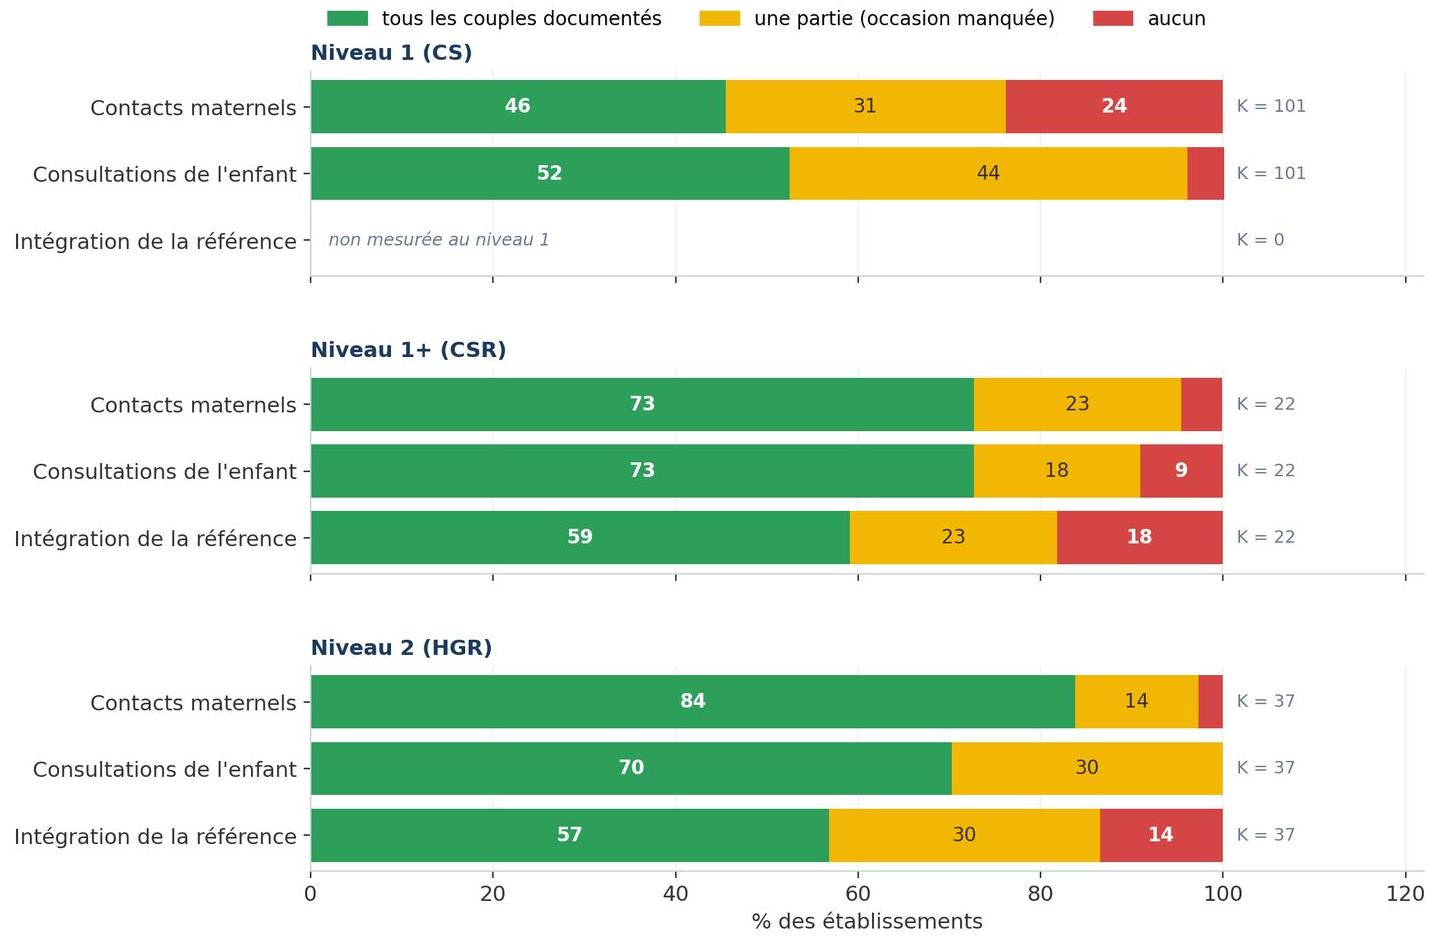 tous les couples documentés une partie (occasion manquée) aucun
Niveau 1 (CS)
Contacts maternels 46 31 24 K = 101
Consultations de l'enfant 52 44 K = 101
Intégration de la référence non mesurée au niveau 1 K = 0
Niveau 1+ (CSR)
Contacts maternels 73 23 K = 22
Consultations de l'enfant 73 18 9 K = 22
Intégration de la référence 59 23 18 K = 22
Niveau 2 (HGR)
Contacts maternels 84 14 K = 37
Consultations de l'enfant 70 30 K = 37
Intégration de la référence 57 30 14 K = 37
0 20 40 60 80 100 120
% des établissements